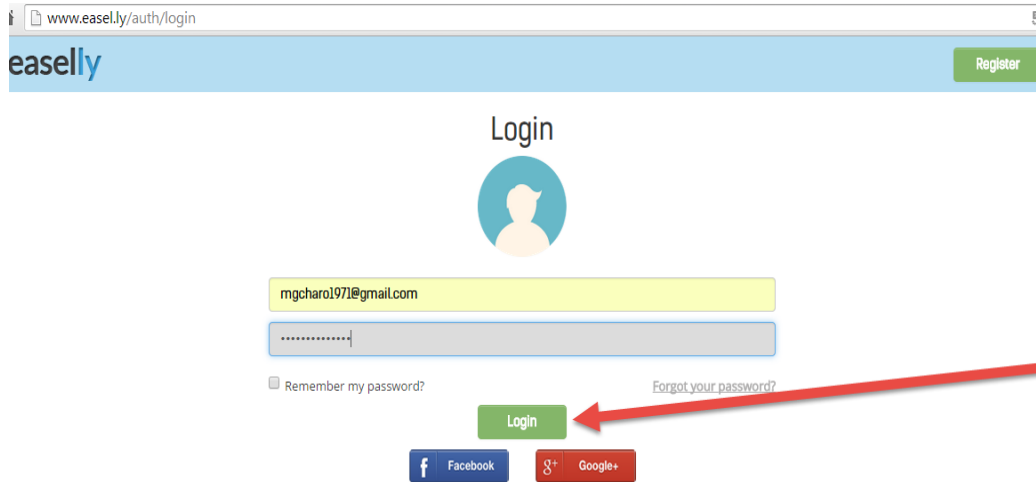 www.easel.ly/auth/login
easelly
Register
Login
mgcharo1971@gmail.com
••••••••••••••
Remember my password?
Forgot your password?
Login
f Facebook
g+ Google+